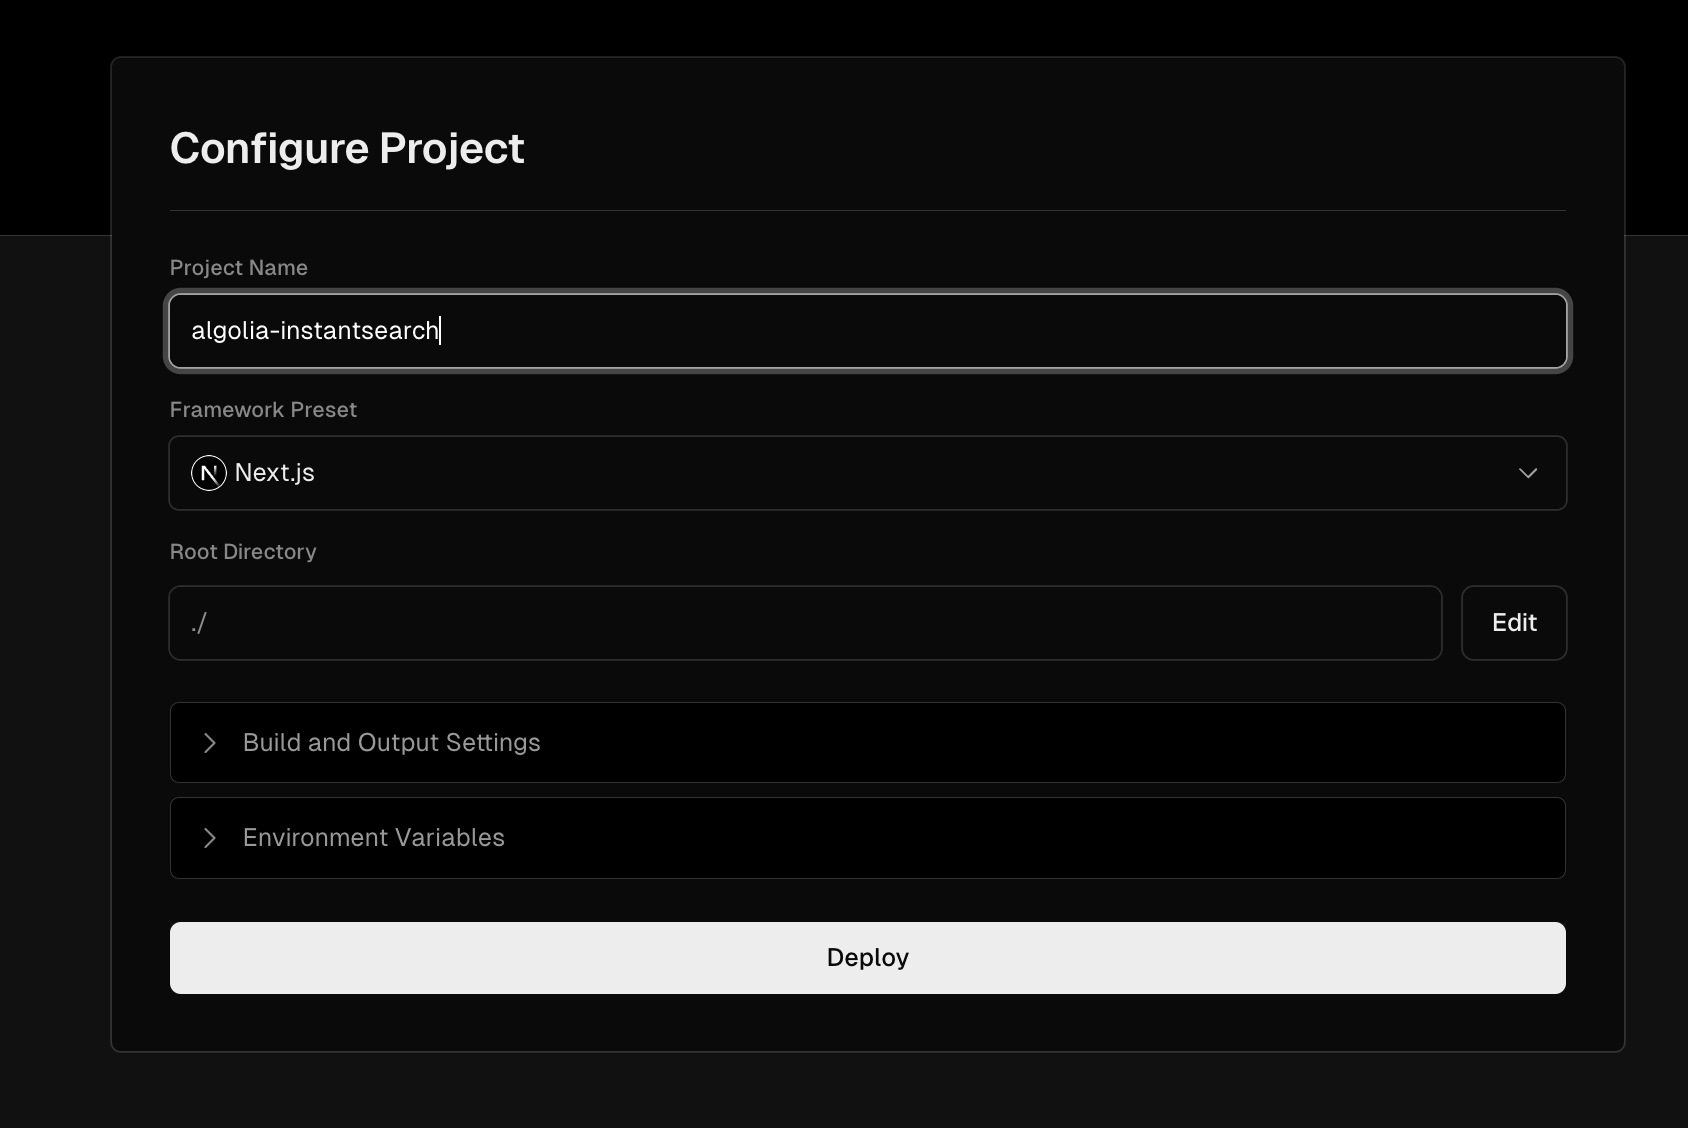 Configure Project
Project Name
algolia-instantsearch
Framework Preset
N Next.js
Root Directory
./
Edit
Build and Output Settings
Environment Variables
Deploy